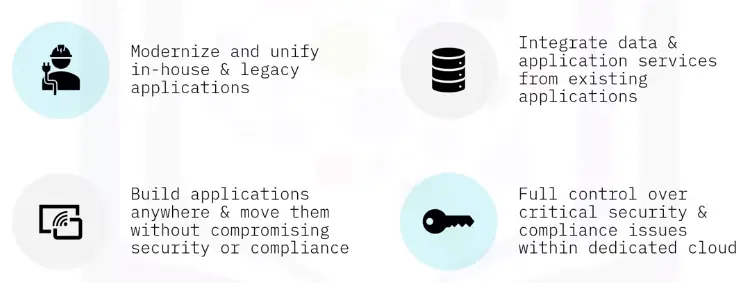 Modernize and unify
in-house & legacy
applications
Integrate data &
application services
from existing
applications
Build applications
anywhere & move them
without compromising
security or compliance
Full control over
critical security &
compliance issues
within dedicated cloud